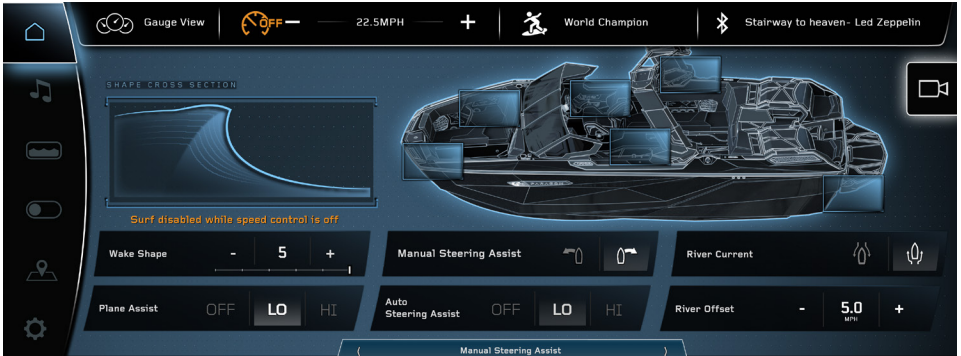 Gauge View
OFF
22.5MPH
World Champion
Stairway to heaven- Led Zeppelin
SHAPE CROSS SECTION
Surf disabled while speed control is off
Wake Shape - 5 +
Manual Steering Assist
River Current
Plane Assist OFF LO HI
Auto
Steering Assist OFF LO HI
River Offset - 5.0 +
MPH
Manual Steering Assist